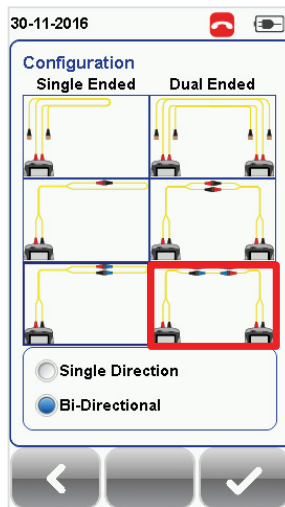 30-11-2016
Configuration
Single Ended Dual Ended
Single Direction
Bi-Directional